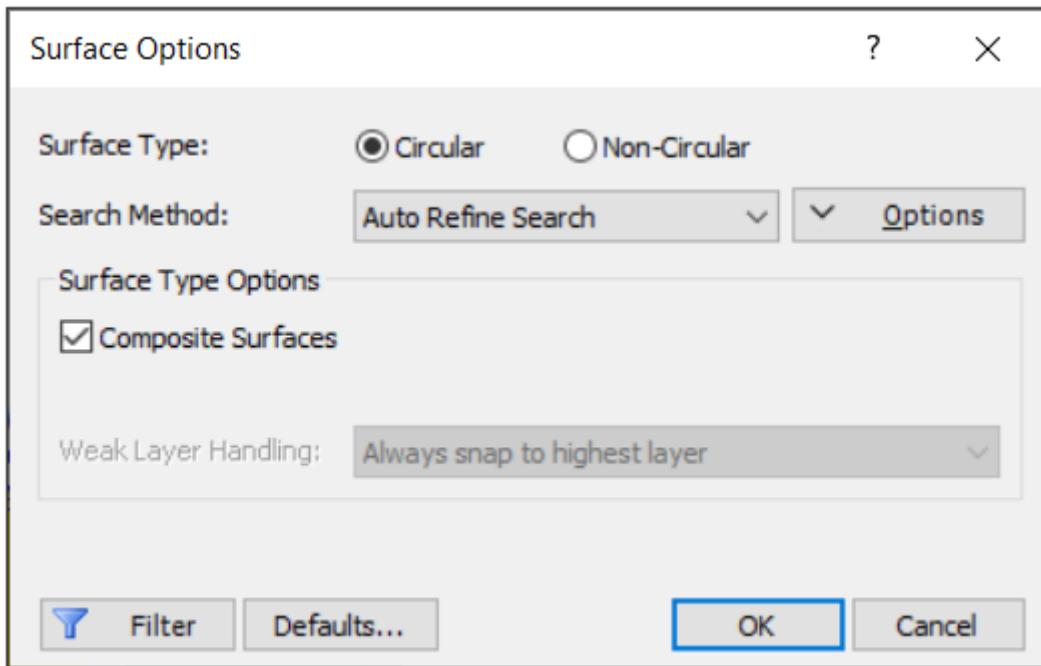 Surface Options ?
Surface Type: Circular Non-Circular
Search Method: Auto Refine Search Options
Surface Type Options
Composite Surfaces
Weak Layer Handling: Always snap to highest layer
Filter Defaults... OK Cancel